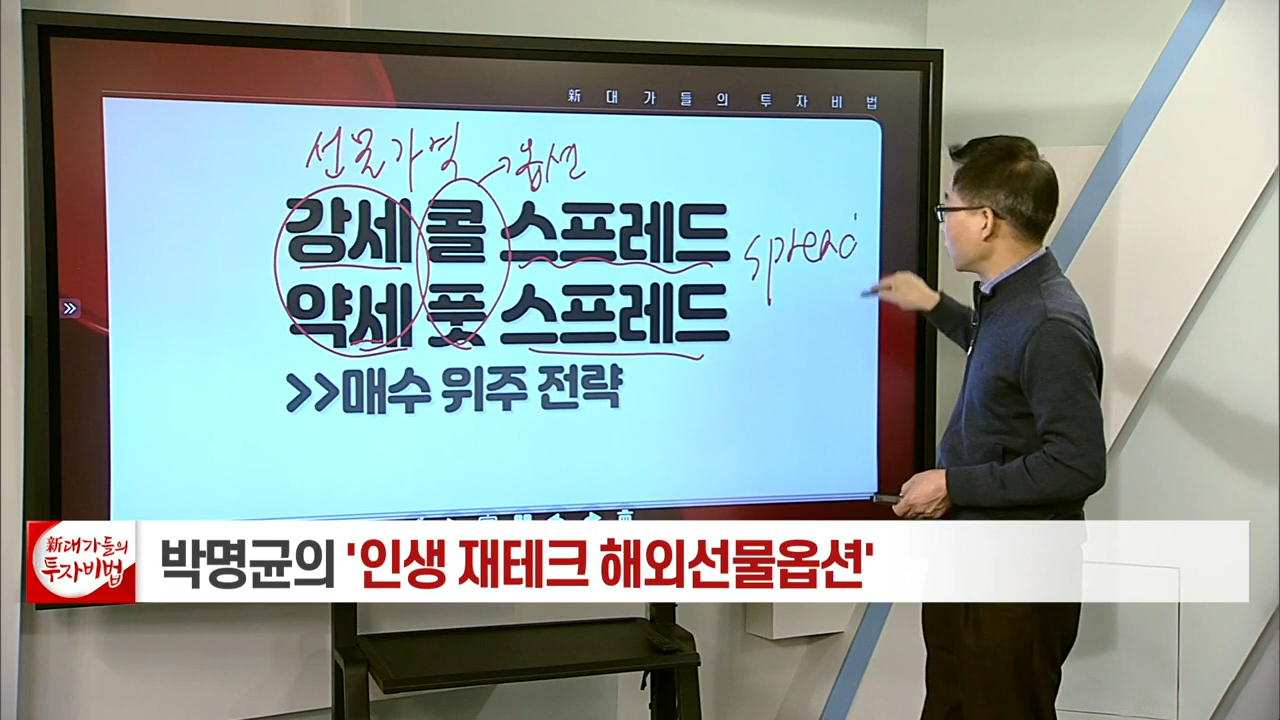 新 대가들의 투자비법
선물가격
옵션
강세 콜 스프레드
spread
약세 풋 스프레드
>>매수 위주 전략
新대가들의
투자비법
박명균의 '인생 재테크 해외선물옵션'